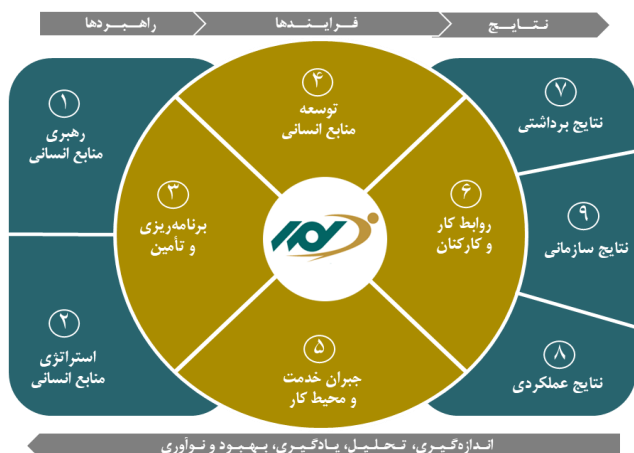 راهبردها
فرایندها
نتایج
۱
رهبری
منابع انسانی
۲
استراتژی
منابع انسانی
۳
برنامه‌ریزی
و تأمین
۴
توسعه
منابع انسانی
۵
جبران خدمت
و محیط کار
۶
روابط کار
و کارکنان
۷
نتایج برداشتی
۸
نتایج عملکردی
۹
نتایج سازمانی
اندازه‌گیری، تحلیل، یادگیری، بهبود و نوآوری